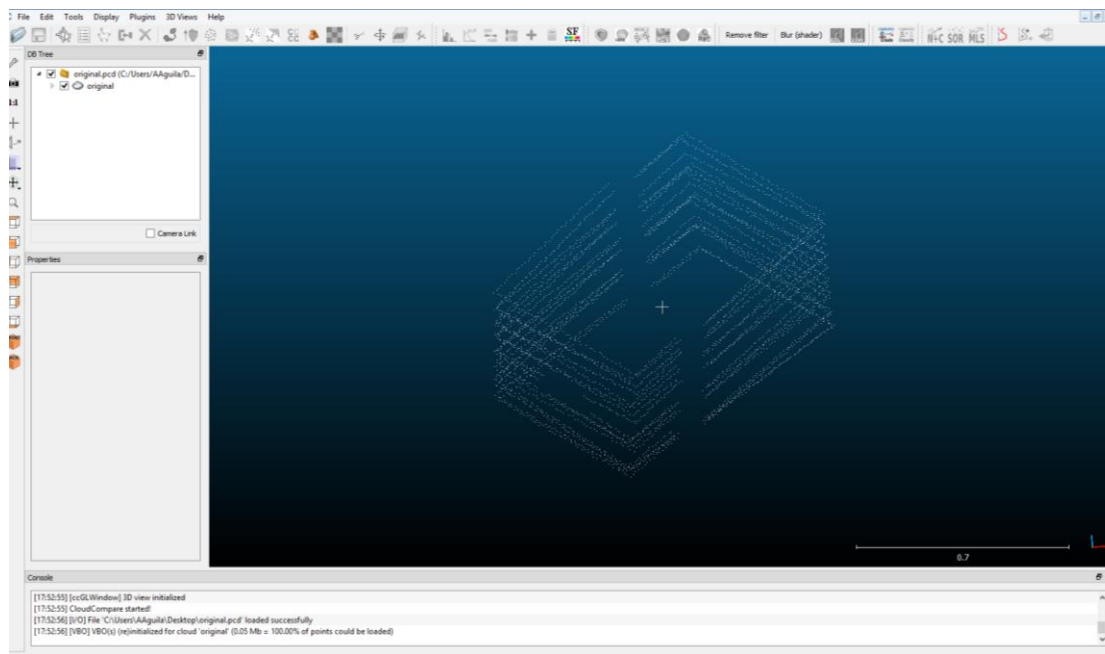 File Edit Tools Display Plugins 3D Views Help
SF Remove filter Blur (shader) N+C SOR MLS
DB Tree
original.pcd (C:/Users/AAguila/D...
original
1:1
Camera Link
Properties
0.7
Console
[17:52:55] [ccGLWindow] 3D view initialized
[17:52:55] CloudCompare started!
[17:52:56] [I/O] File 'C:\Users\AAguila\Desktop\original.pcd' loaded successfully
[17:52:56] [VBO] VBO(s) (re)initialized for cloud 'original' (0.05 Mb = 100.00% of points could be loaded)